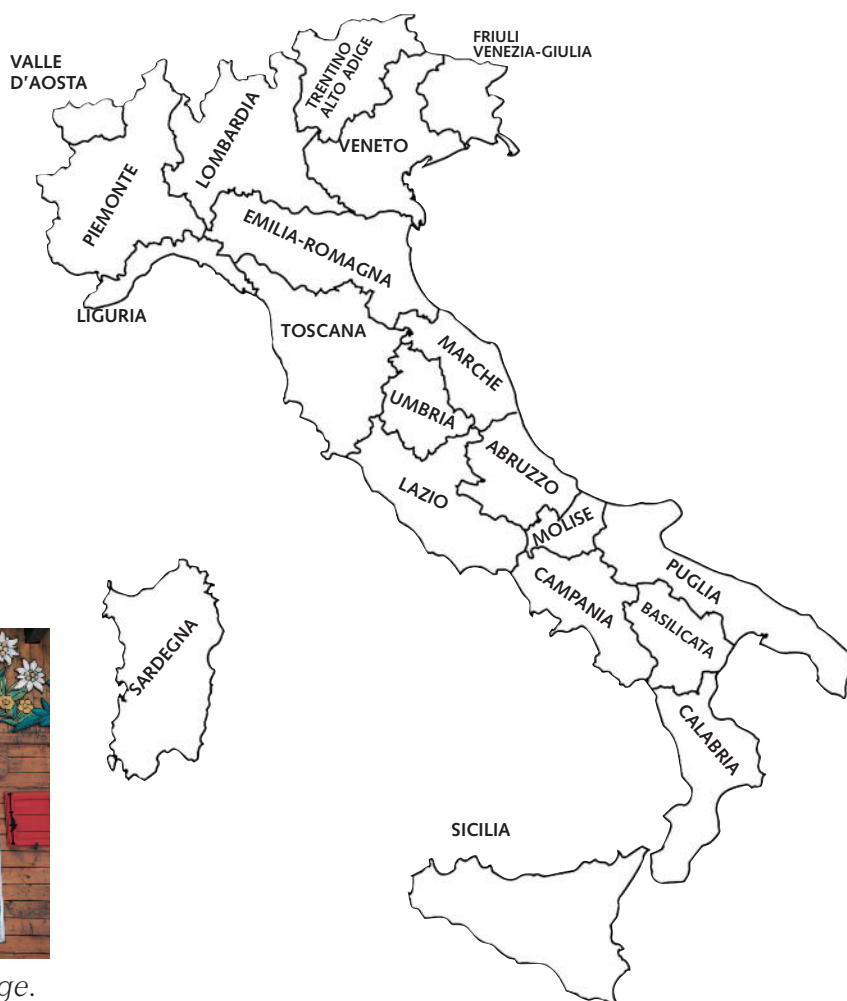 FRIULI
VENEZIA-GIULIA
VALLE
D'AOSTA
TRENTINO
ALTO ADIGE
LOMBARDIA
VENETO
PIEMONTE
EMILIA-ROMAGNA
LIGURIA
TOSCANA
MARCHE
UMBRIA
ABRUZZO
LAZIO
MOLISE
PUGLIA
CAMPANIA
BASILICATA
SARDEGNA
CALABRIA
SICILIA
ge.